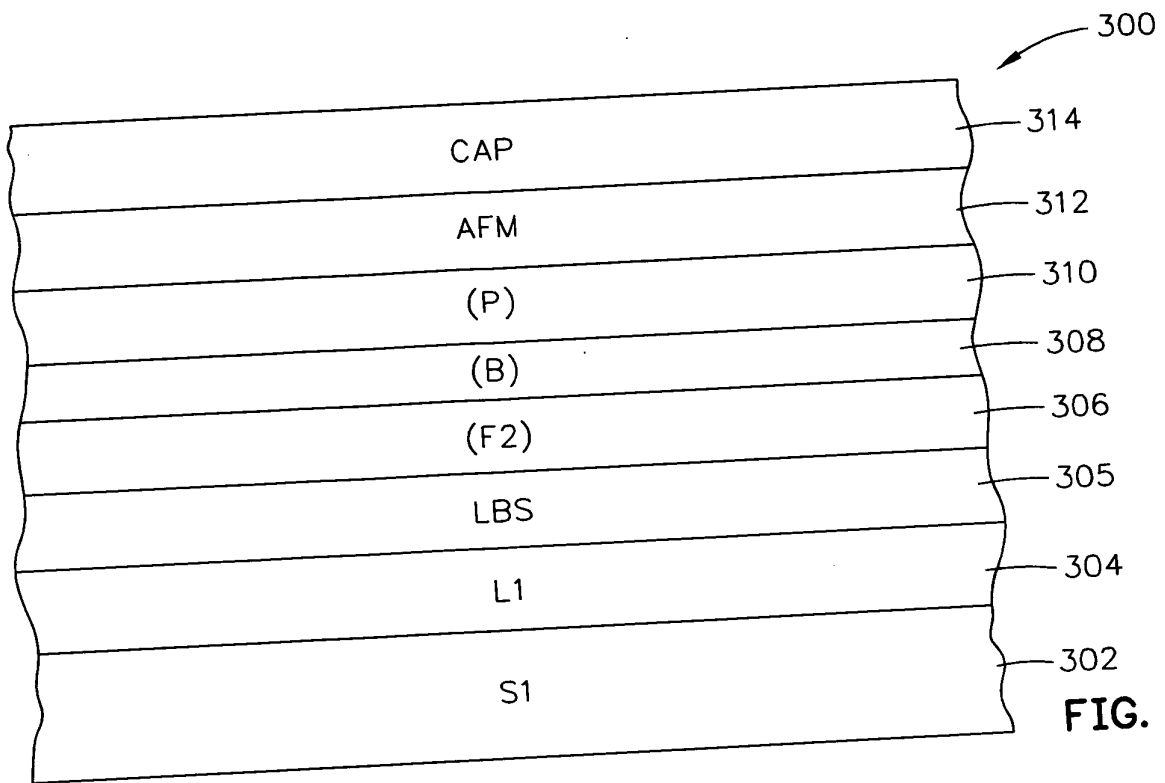 300
CAP
314
AFM
312
(P)
310
(B)
308
(F2)
306
LBS
305
L1
304
S1
302
FIG.